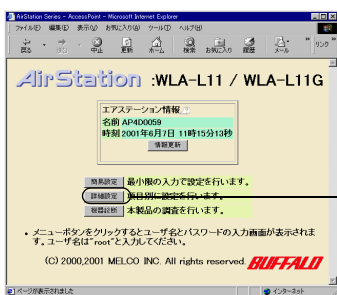 AirStation Series - AccessPoint - Microsoft Internet Explorer
ファイル(F) 編集(E) 表示(V) お気に入り(A) ツール(T) ヘルプ(H)
戻る 進む 中止 更新 ホーム 検索 お気に入り 履歴 メール リンク
AirStation :WLA-L11 / WLA-L11G
エアステーション情報
名前 AP4D0059
時刻 2001年6月7日 11時15分13秒
情報更新
簡易設定 最小限の入力で設定を行います。
詳細設定 項目別に設定を行います。
機器診断 本製品の調査を行います。
• メニューボタンをクリックするとユーザ名とパスワードの入力画面が表示されます。ユーザ名は"root"と入力してください。
(C) 2000,2001 MELCO INC. All rights reserved. BUFFALO
ページが表示されました インターネット